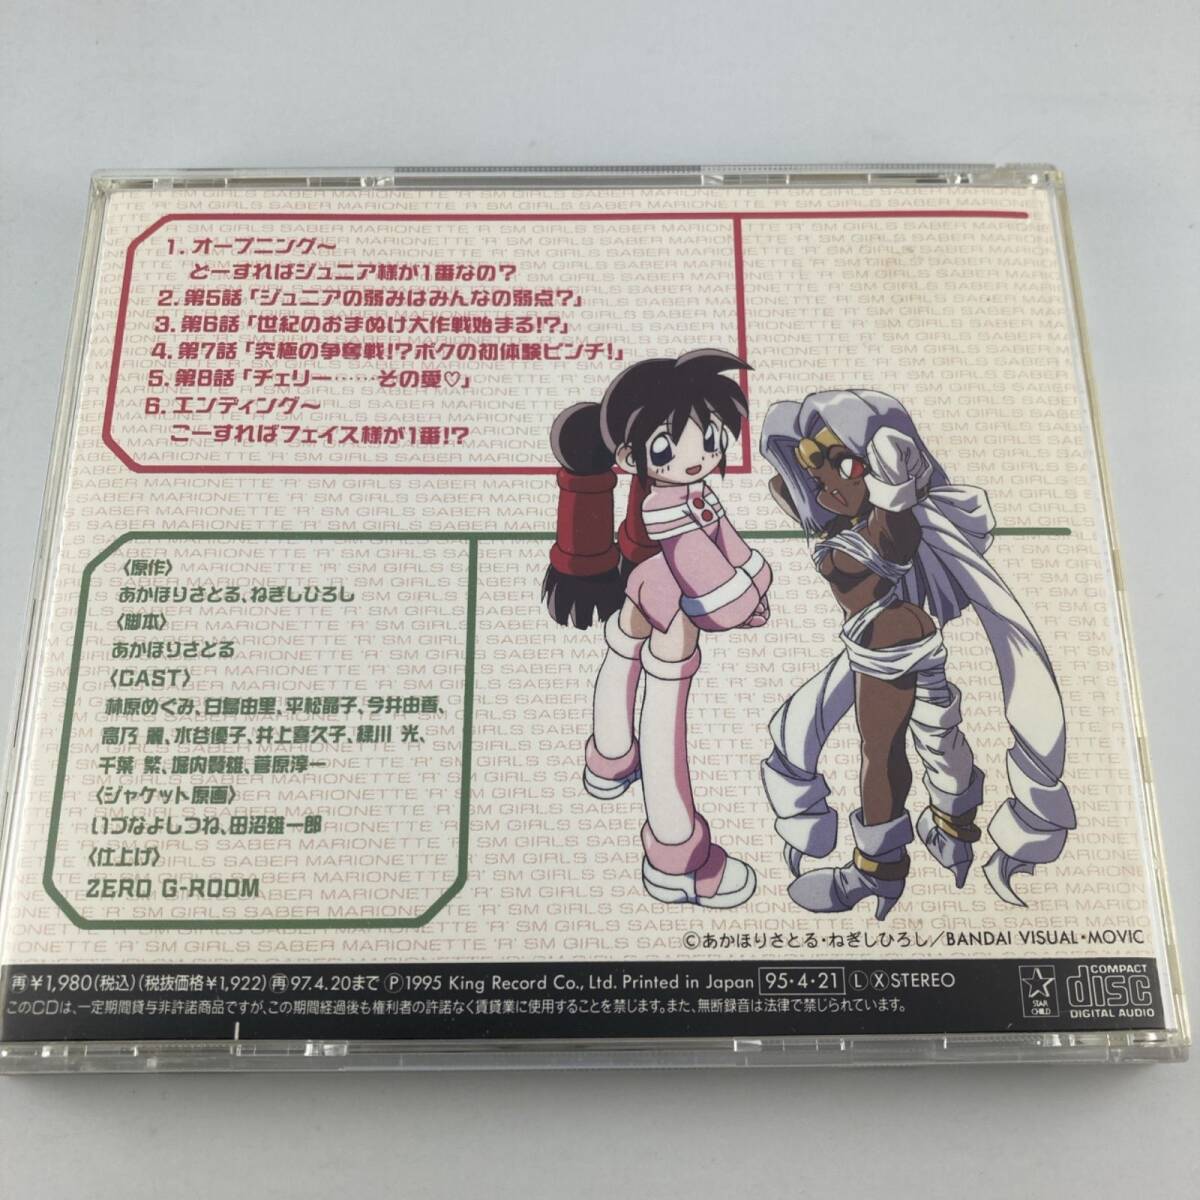 1. オープニング〜
どーすればジュニア様が1番なの?
2. 第5話「ジュニアの弱みはみんなの弱点?」
3. 第6話「世紀のおまぬけ大作戦始まる!?」
4. 第7話「究極の争奪戦!?ボクの初体験ピンチ!」
5. 第8話「チェリー……その愛♡」
6. エンディング〜
こーすればフェイス様が1番!?
〈原作〉
あかほりさとる、ねぎしひろし
〈脚本〉
あかほりさとる
〈CAST〉
林原めぐみ、白鳥由里、平松晶子、今井由香、
高乃 麗、水谷優子、井上喜久子、緑川 光、
千葉 繁、堀内賢雄、菅原淳一
〈ジャケット原画〉
いづなよしつね、田沼雄一郎
〈仕上げ〉
ZERO G-ROOM
©あかほりさとる・ねぎしひろし/BANDAI VISUAL・MOVIC
再¥1,980(税込)(税抜価格¥1,922)再97.4.20まで Ⓟ1995 King Record Co., Ltd. Printed in Japan 95・4・21 Ⓛ Ⓧ STEREO
このCDは、一定期間貸与非許諾商品ですが、この期間経過後も権利者の許諾なく賃貸業に使用することを禁じます。また、無断録音は法律で禁じられています。
STAR CHILD
COMPACT disc DIGITAL AUDIO
SM GIRLS SABER MARIONETTE 'R'